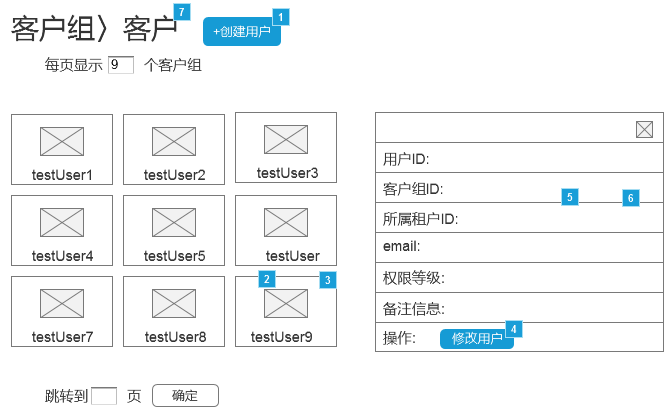 客户组〉客户 7
+创建用户 1
每页显示 9 个客户组
testUser1 testUser2 testUser3
testUser4 testUser5 testUser
2 3
testUser7 testUser8 testUser9
跳转到 页 确定
用户ID:
客户组ID:
5 6
所属租户ID:
email:
权限等级:
备注信息:
操作: 修改用户 4